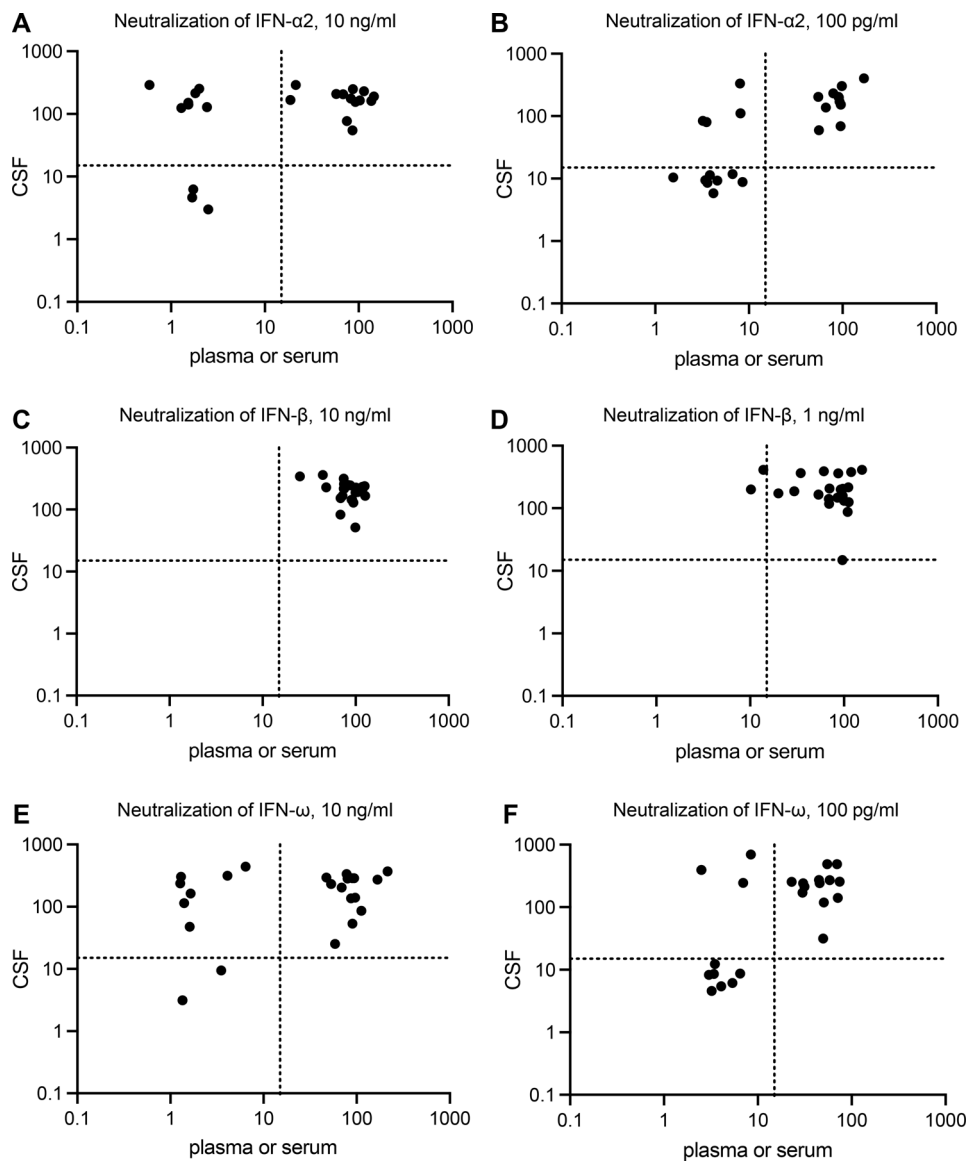 A
Neutralization of IFN-α2, 10 ng/ml
1000
100
10
1
0.1
CSF
0.1 1 10 100 1000
plasma or serum
B
Neutralization of IFN-α2, 100 pg/ml
1000
100
10
1
0.1
CSF
0.1 1 10 100 1000
plasma or serum
C
Neutralization of IFN-β, 10 ng/ml
1000
100
10
1
0.1
CSF
0.1 1 10 100 1000
plasma or serum
D
Neutralization of IFN-β, 1 ng/ml
1000
100
10
1
0.1
CSF
0.1 1 10 100 1000
plasma or serum
E
Neutralization of IFN-ω, 10 ng/ml
1000
100
10
1
0.1
CSF
0.1 1 10 100 1000
plasma or serum
F
Neutralization of IFN-ω, 100 pg/ml
1000
100
10
1
0.1
CSF
0.1 1 10 100 1000
plasma or serum